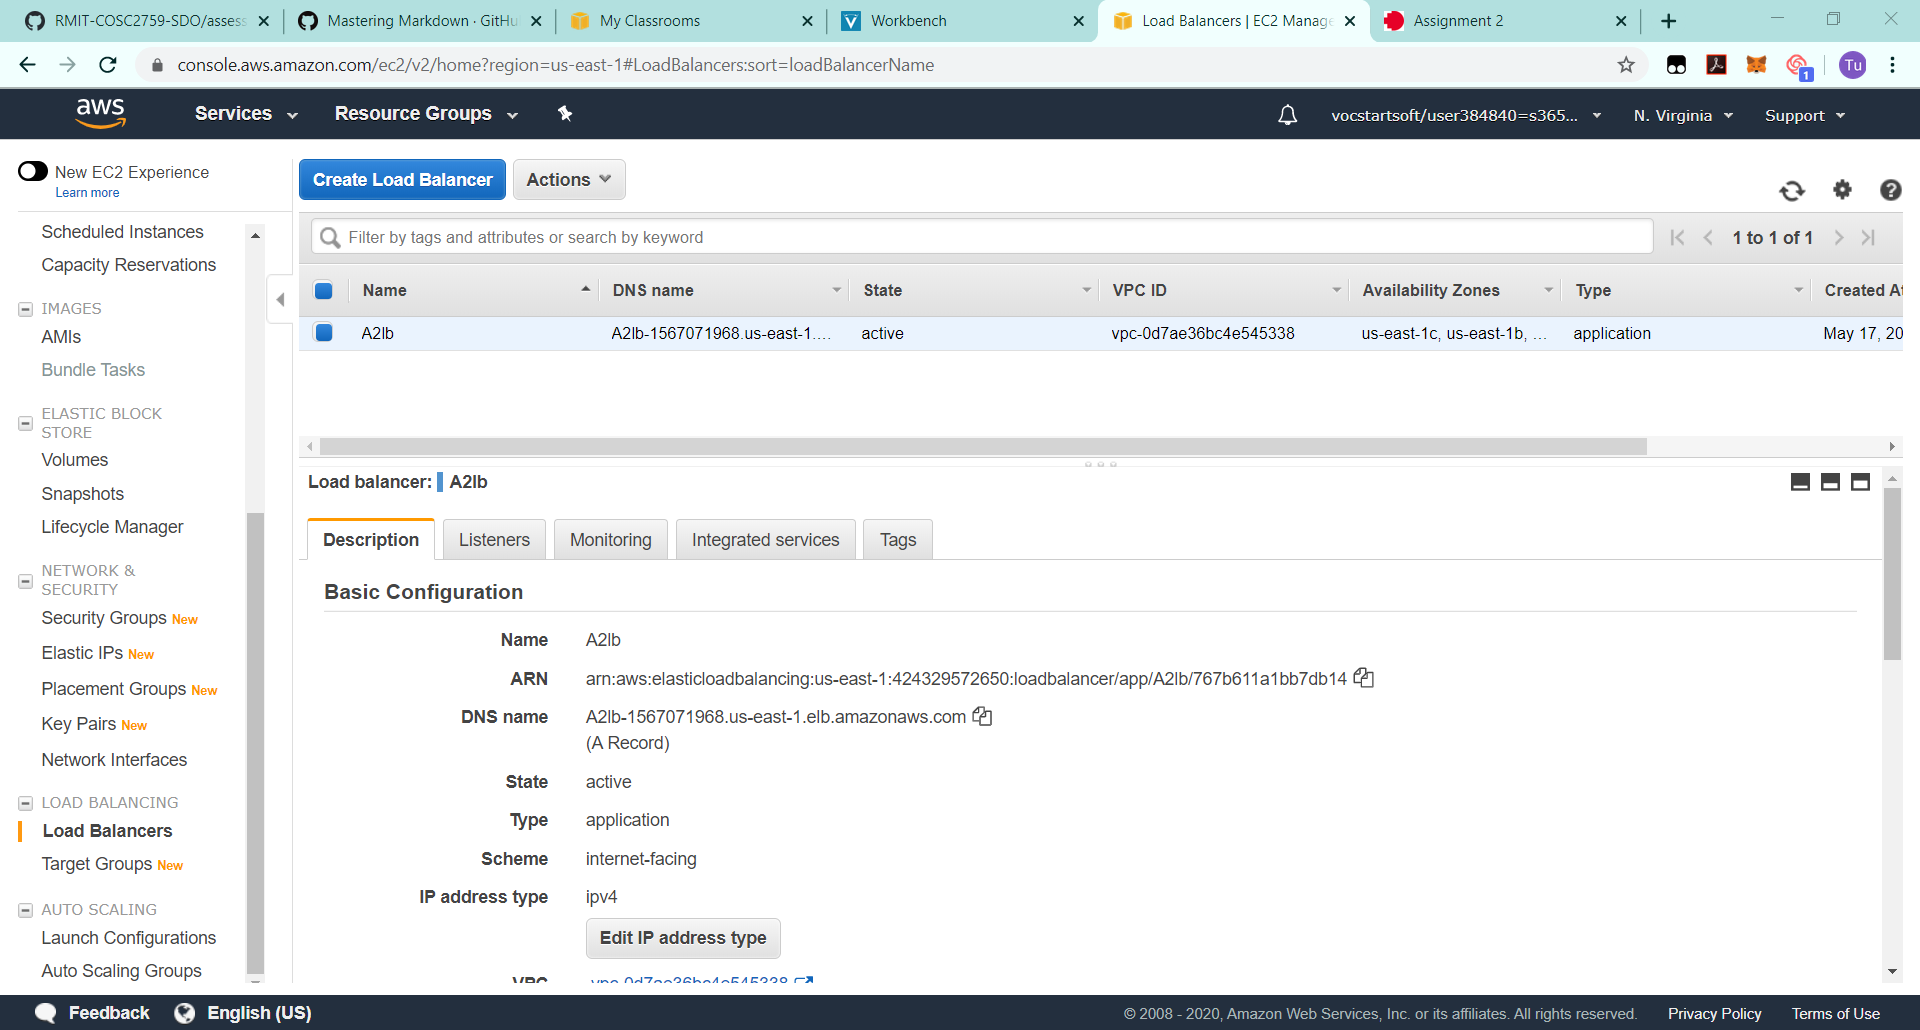 RMIT-COSC2759-SDO/assess
Mastering Markdown · GitHu
My Classrooms
Workbench
Load Balancers | EC2 Manage
Assignment 2
console.aws.amazon.com/ec2/v2/home?region=us-east-1#LoadBalancers:sort=loadBalancerName
1
Tu
aws
Services
Resource Groups
vocstartsoft/user384840=s365...
N. Virginia
Support
New EC2 Experience
Learn more
Scheduled Instances
Capacity Reservations
IMAGES
AMIs
Bundle Tasks
ELASTIC BLOCK
STORE
Volumes
Snapshots
Lifecycle Manager
NETWORK &
SECURITY
Security Groups New
Elastic IPs New
Placement Groups New
Key Pairs New
Network Interfaces
LOAD BALANCING
Load Balancers
Target Groups New
AUTO SCALING
Launch Configurations
Auto Scaling Groups
Create Load Balancer
Actions
Filter by tags and attributes or search by keyword
1 to 1 of 1
Name DNS name State VPC ID Availability Zones Type Created At
A2lb A2lb-1567071968.us-east-1.... active vpc-0d7ae36bc4e545338 us-east-1c, us-east-1b, ... application May 17, 20
Load balancer: A2lb
Description
Listeners
Monitoring
Integrated services
Tags
Basic Configuration
Name A2lb
ARN arn:aws:elasticloadbalancing:us-east-1:424329572650:loadbalancer/app/A2lb/767b611a1bb7db14
DNS name A2lb-1567071968.us-east-1.elb.amazonaws.com
(A Record)
State active
Type application
Scheme internet-facing
IP address type ipv4
Edit IP address type
VPC vpc-0d7ae36bc4e545338
Feedback
English (US)
© 2008 - 2020, Amazon Web Services, Inc. or its affiliates. All rights reserved.
Privacy Policy
Terms of Use